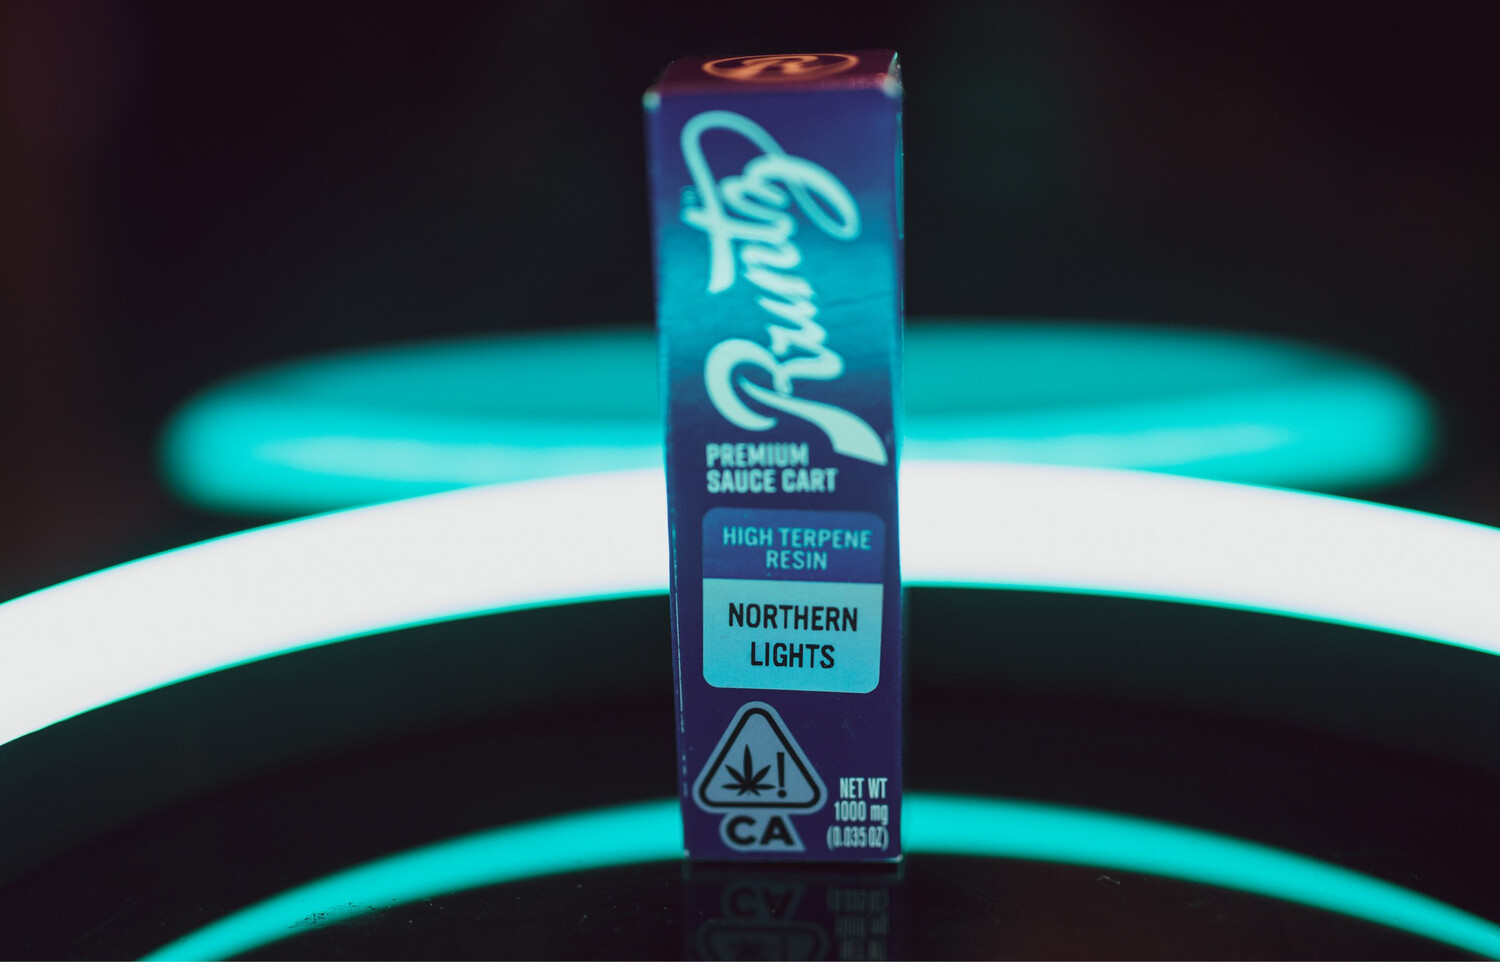 R
Runtz
PREMIUM
SAUCE CART
HIGH TERPENE
RESIN
NORTHERN
LIGHTS
!
CA
NET WT
1000 mg
(0.035 OZ)